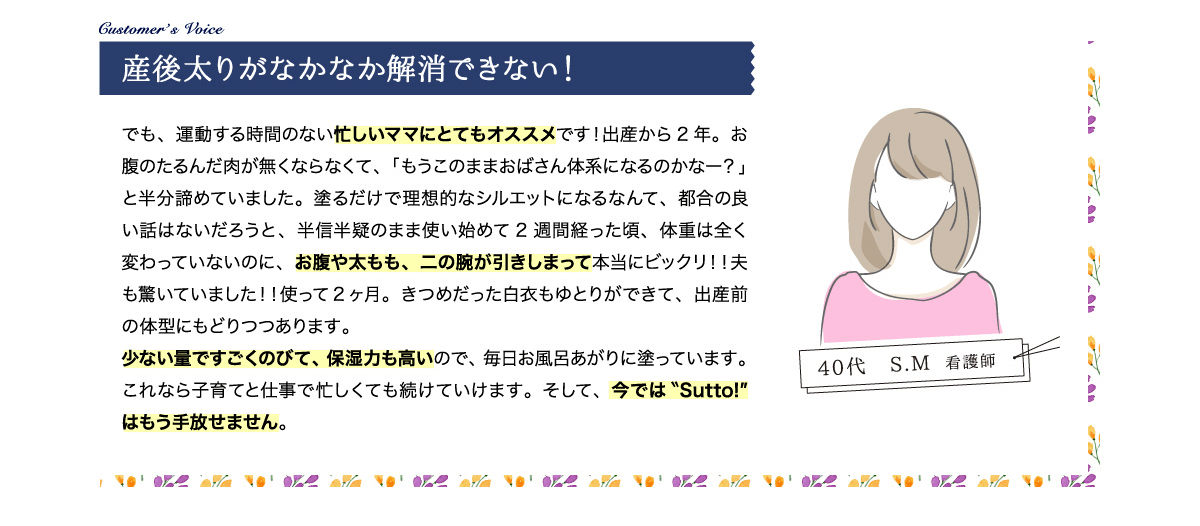 Customer's Voice
産後太りがなかなか解消できない！
でも、運動する時間のない忙しいママにとてもオススメです！出産から２年。お
腹のたるんだ肉が無くならなくて、「もうこのままおばさん体系になるのかなー？」
と半分諦めていました。塗るだけで理想的なシルエットになるなんて、都合の良
い話はないだろうと、半信半疑のまま使い始めて２週間経った頃、体重は全く
変わっていないのに、お腹や太もも、二の腕が引きしまって本当にビックリ！！夫
も驚いていました！！使って２ヶ月。きつめだった白衣もゆとりができて、出産前
の体型にもどりつつあります。
少ない量ですごくのびて、保湿力も高いので、毎日お風呂あがりに塗っています。
これなら子育てと仕事で忙しくても続けていけます。そして、今では〝Sutto!”
はもう手放せません。
40代　S.M　看護師